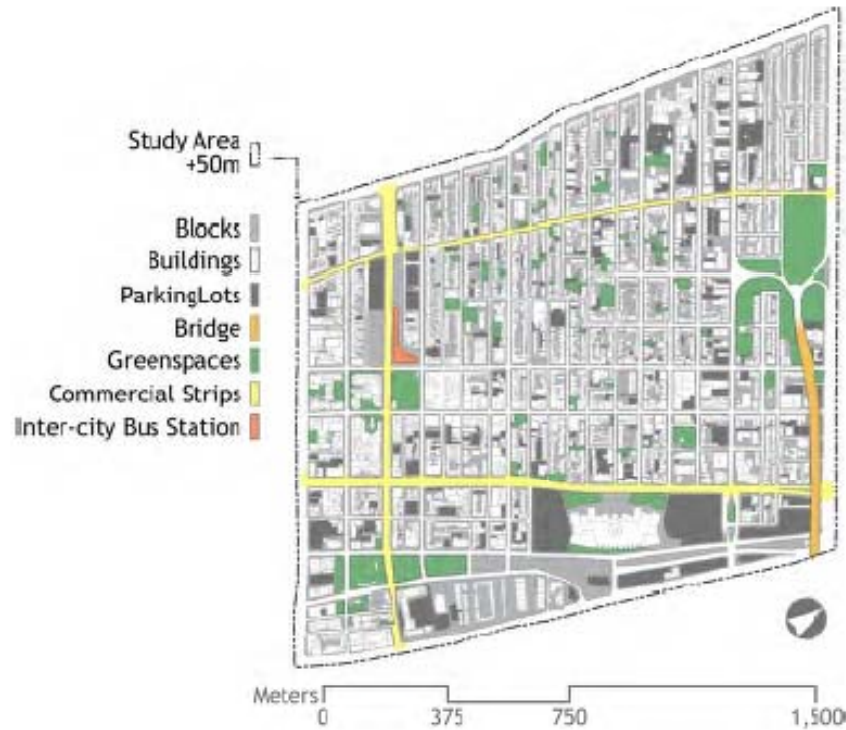 Study Area
+50m
Blocks
Buildings
ParkingLots
Bridge
Greenspaces
Commercial Strips
Inter-city Bus Station
Meters
0 375 750 1,500